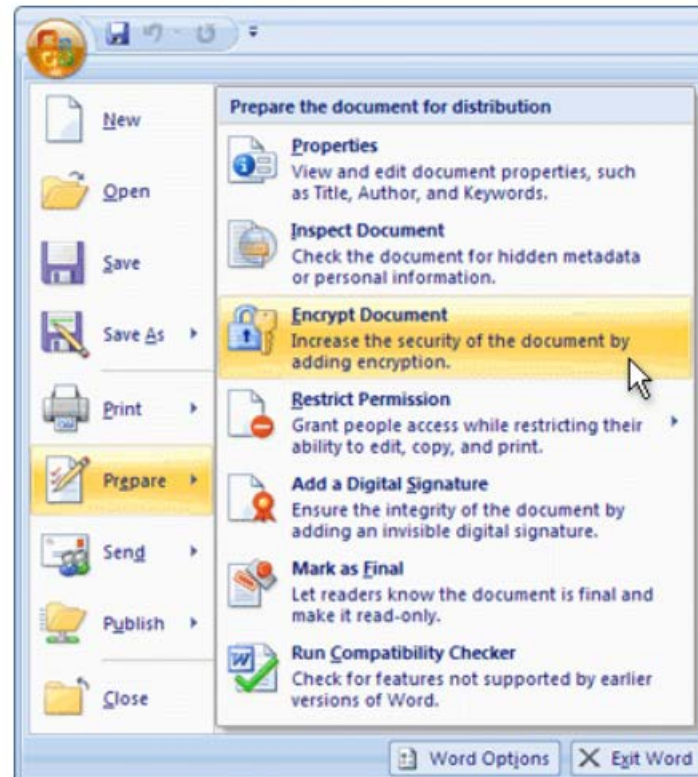 New
Open
Save
Save As
Print
Prepare
Send
Publish
Close
Prepare the document for distribution
Properties
View and edit document properties, such
as Title, Author, and Keywords.
Inspect Document
Check the document for hidden metadata
or personal information.
Encrypt Document
Increase the security of the document by
adding encryption.
Restrict Permission
Grant people access while restricting their
ability to edit, copy, and print.
Add a Digital Signature
Ensure the integrity of the document by
adding an invisible digital signature.
Mark as Final
Let readers know the document is final and
make it read-only.
Run Compatibility Checker
Check for features not supported by earlier
versions of Word.
Word Options
Exit Word